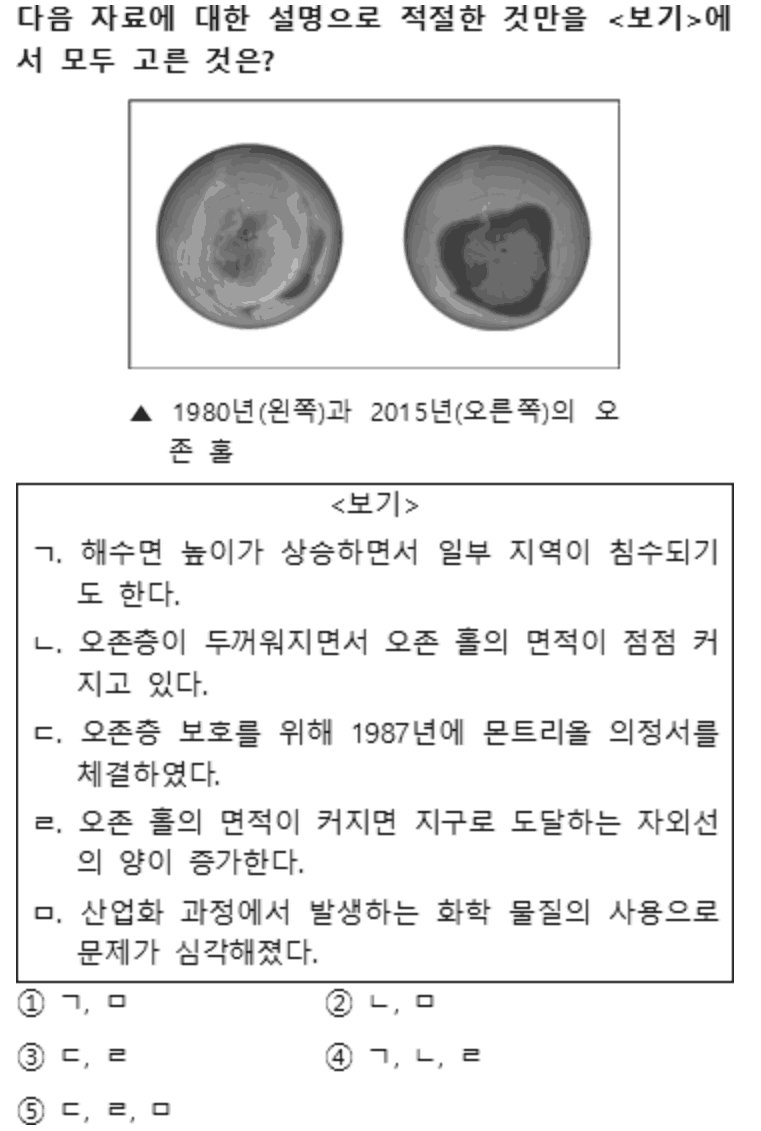 다음 자료에 대한 설명으로 적절한 것만을 <보기>에
서 모두 고른 것은?
▲ 1980년(왼쪽)과 2015년(오른쪽)의 오
존 홀
<보기>
ㄱ. 해수면 높이가 상승하면서 일부 지역이 침수되기
도 한다.
ㄴ. 오존층이 두꺼워지면서 오존 홀의 면적이 점점 커
지고 있다.
ㄷ. 오존층 보호를 위해 1987년에 몬트리올 의정서를
체결하였다.
ㄹ. 오존 홀의 면적이 커지면 지구로 도달하는 자외선
의 양이 증가한다.
ㅁ. 산업화 과정에서 발생하는 화학 물질의 사용으로
문제가 심각해졌다.
① ㄱ, ㅁ ② ㄴ, ㅁ
③ ㄷ, ㄹ ④ ㄱ, ㄴ, ㄹ
⑤ ㄷ, ㄹ, ㅁ